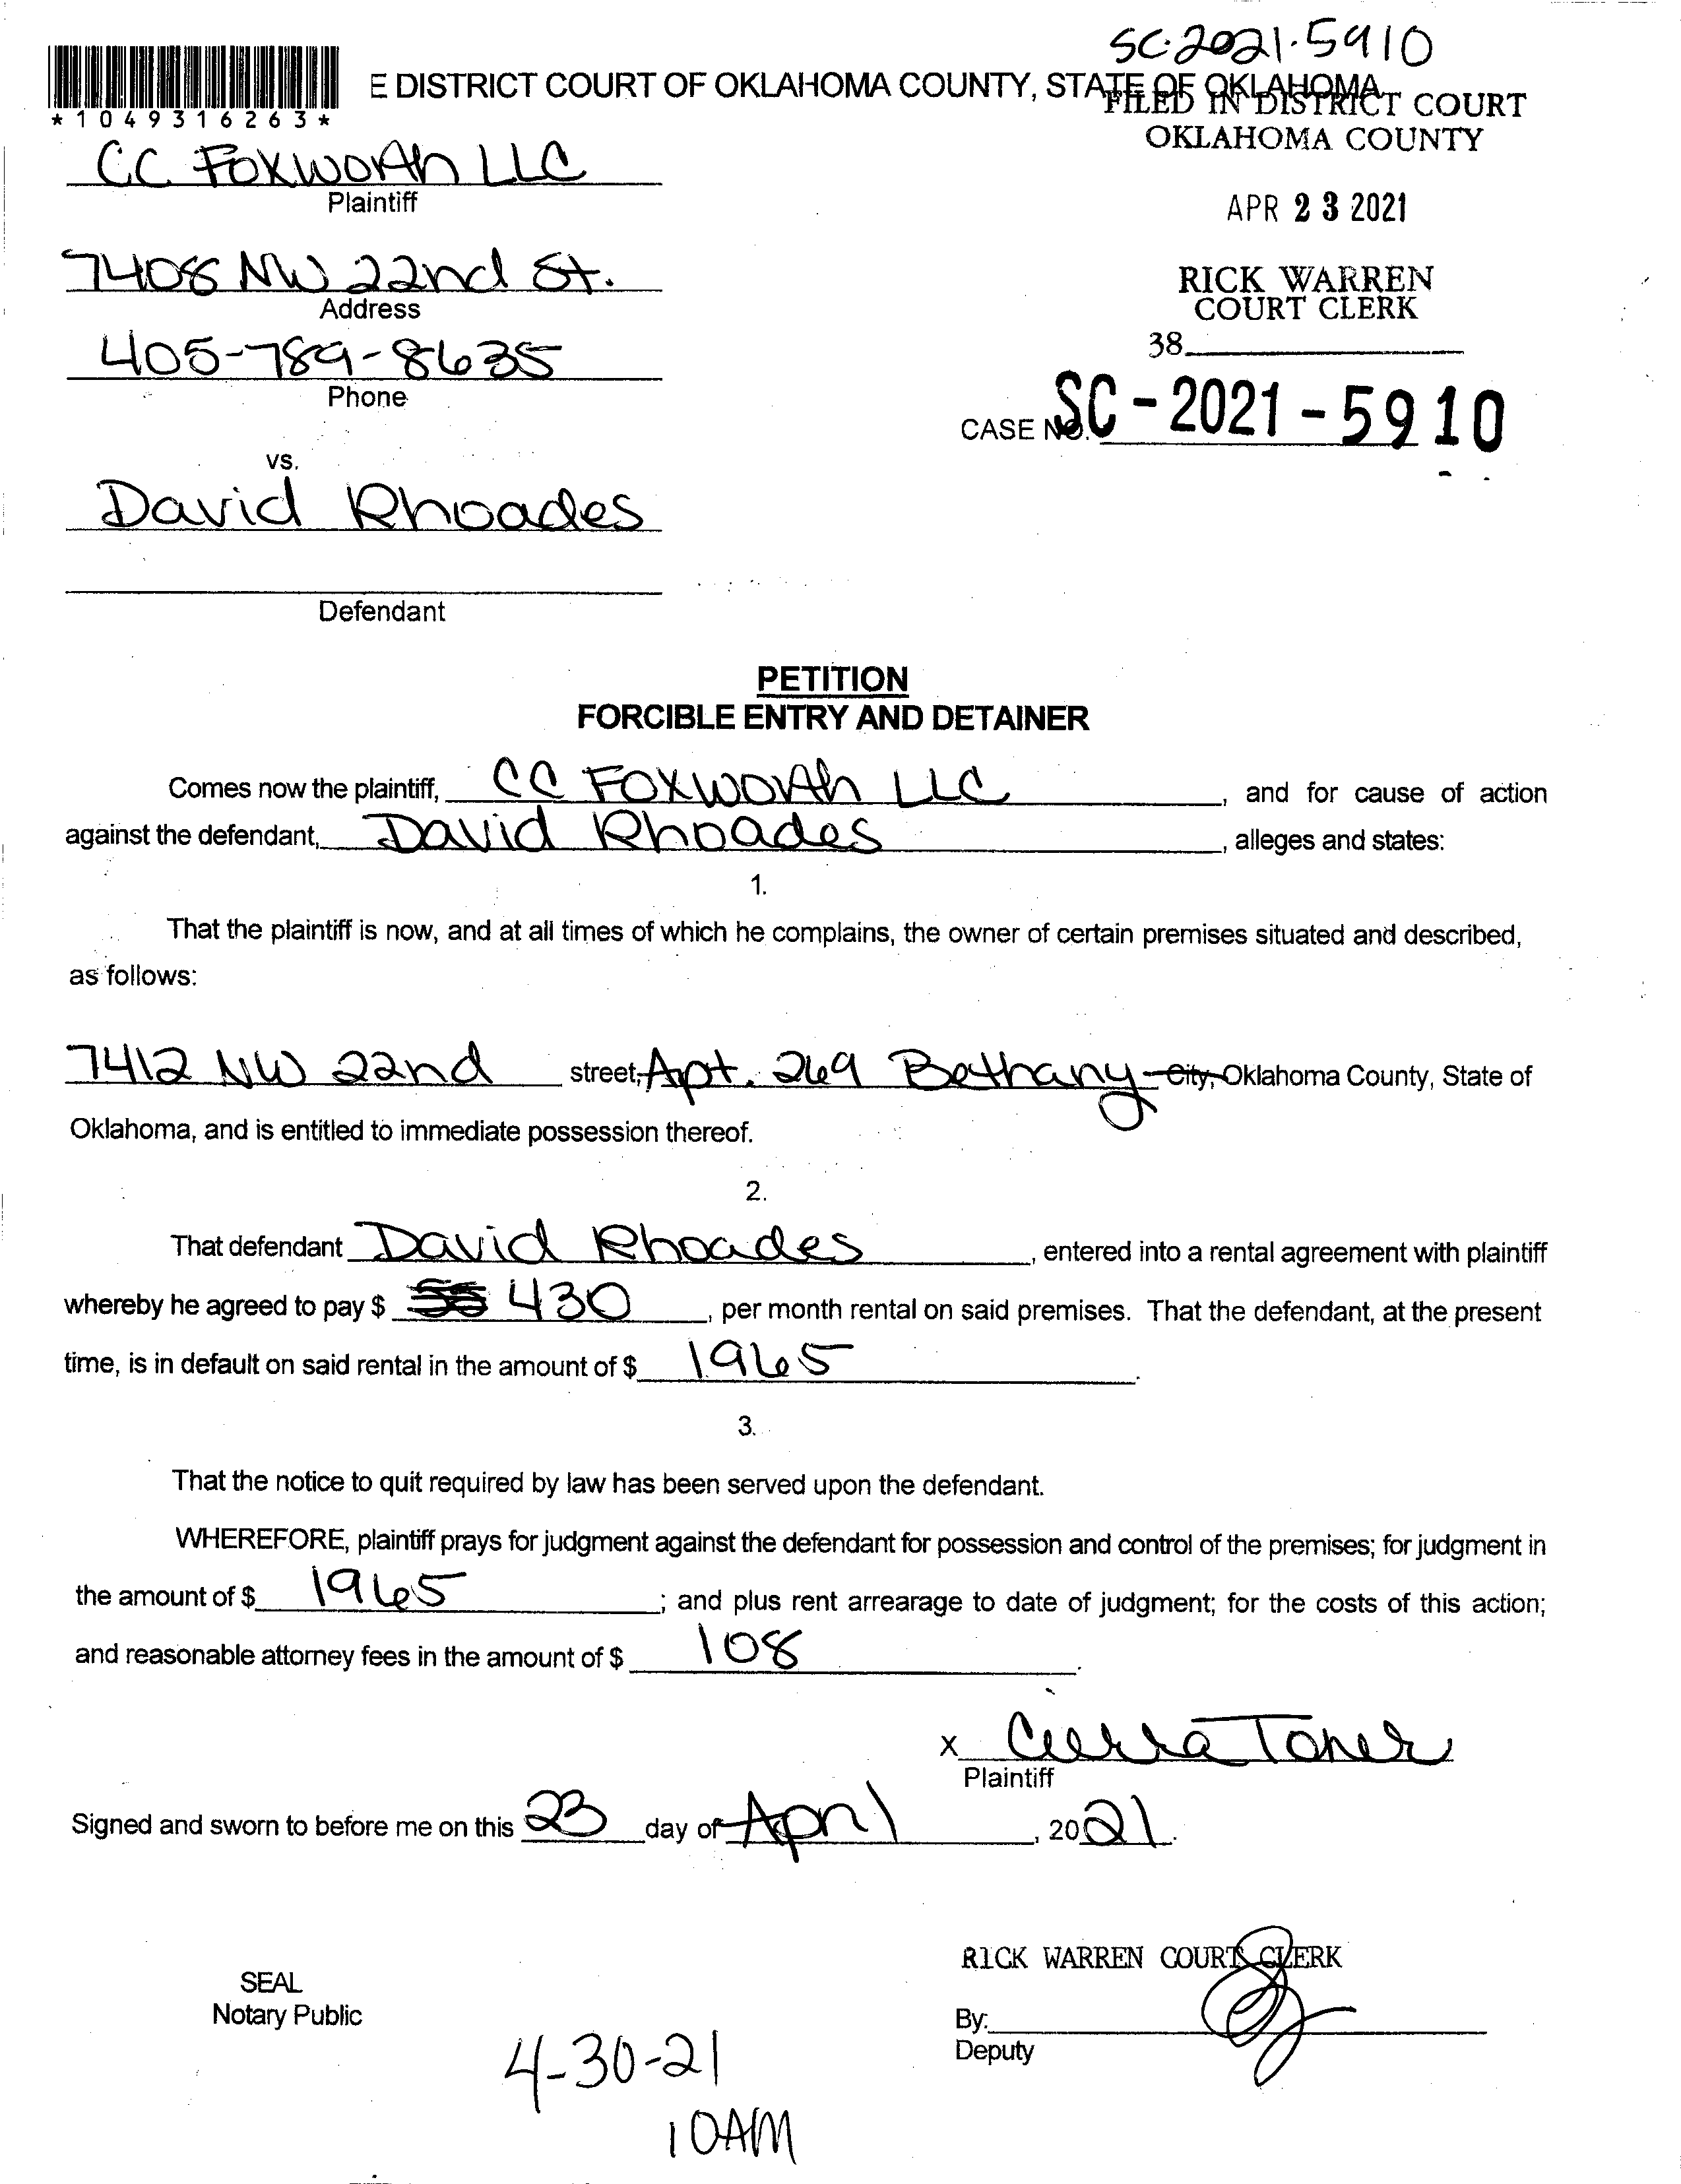 SC-2021-5910
E DISTRICT COURT OF OKLAHOMA COUNTY, STATE OF OKLAHOMA
FILED IN DISTRICT COURT
OKLAHOMA COUNTY
*1049316263*
CC Foxworth LLC
Plaintiff
APR 23 2021
7408 NW 22nd St.
Address
RICK WARREN
COURT CLERK
405-789-8635
Phone
38
CASE NO. SC-2021-5910
vs.
David Rhoades
Defendant
PETITION
FORCIBLE ENTRY AND DETAINER
Comes now the plaintiff, CC Foxworth LLC, and for cause of action
against the defendant, David Rhoades, alleges and states:
1.
That the plaintiff is now, and at all times of which he complains, the owner of certain premises situated and described,
as follows:
7412 NW 22nd street, Apt. 269 Bethany City, Oklahoma County, State of
Oklahoma, and is entitled to immediate possession thereof.
2.
That defendant David Rhoades, entered into a rental agreement with plaintiff
whereby he agreed to pay $ 430, per month rental on said premises. That the defendant, at the present
time, is in default on said rental in the amount of $ 1965.
3.
That the notice to quit required by law has been served upon the defendant.
WHEREFORE, plaintiff prays for judgment against the defendant for possession and control of the premises; for judgment in
the amount of $ 1965; and plus rent arrearage to date of judgment; for the costs of this action;
and reasonable attorney fees in the amount of $ 108.
X Cierra Toner
Plaintiff
Signed and sworn to before me on this 23 day of April, 2021.
RICK WARREN COURT CLERK
SEAL
Notary Public
By:
Deputy
4-30-21
10AM